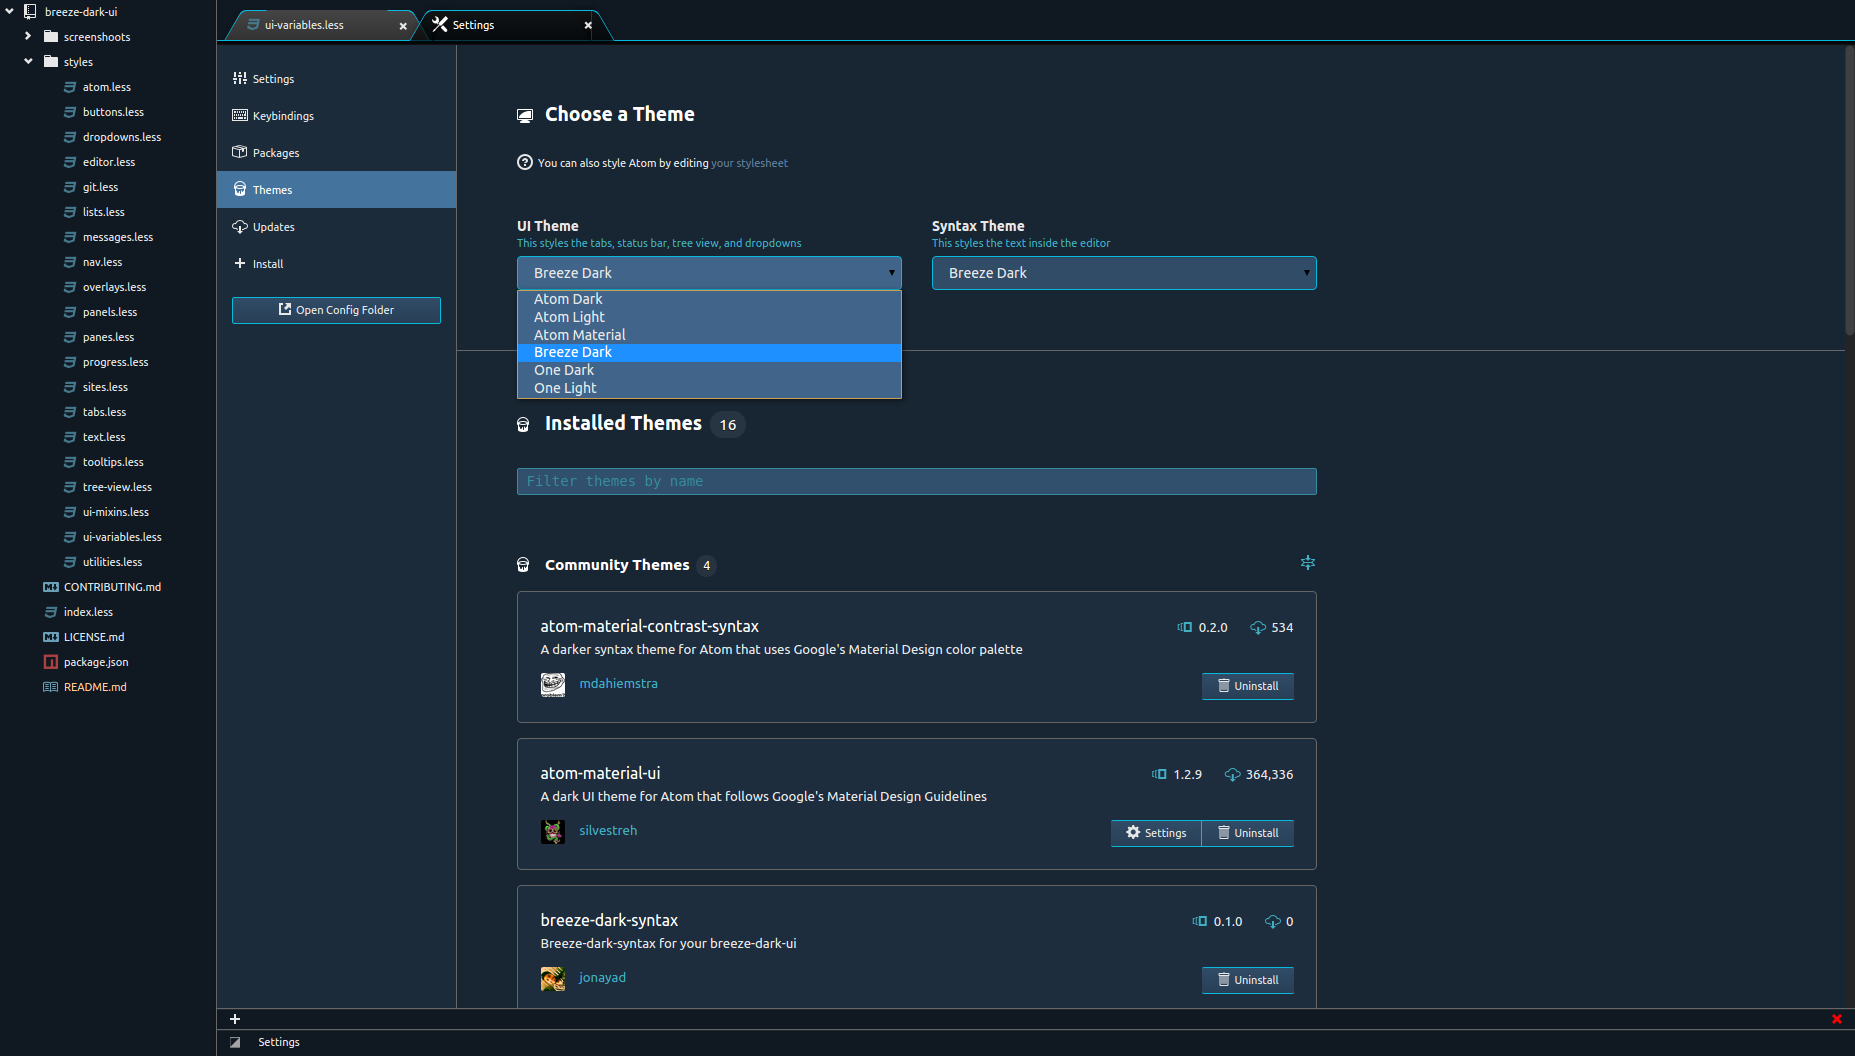 breeze-dark-ui
screenshoots
styles
atom.less
buttons.less
dropdowns.less
editor.less
git.less
lists.less
messages.less
nav.less
overlays.less
panels.less
panes.less
progress.less
sites.less
tabs.less
text.less
tooltips.less
tree-view.less
ui-mixins.less
ui-variables.less
utilities.less
CONTRIBUTING.md
index.less
LICENSE.md
package.json
README.md
ui-variables.less
Settings
Settings
Keybindings
Packages
Themes
Updates
Install
Open Config Folder
Choose a Theme
You can also style Atom by editing your stylesheet
UI Theme
This styles the tabs, status bar, tree view, and dropdowns
Breeze Dark
Atom Dark
Atom Light
Atom Material
Breeze Dark
One Dark
One Light
Syntax Theme
This styles the text inside the editor
Breeze Dark
Installed Themes 16
Filter themes by name
Community Themes 4
atom-material-contrast-syntax 0.2.0 534
A darker syntax theme for Atom that uses Google's Material Design color palette
mdahiemstra Uninstall
atom-material-ui 1.2.9 364,336
A dark UI theme for Atom that follows Google's Material Design Guidelines
silvestreh Settings Uninstall
breeze-dark-syntax 0.1.0 0
Breeze-dark-syntax for your breeze-dark-ui
jonayad Uninstall
Settings